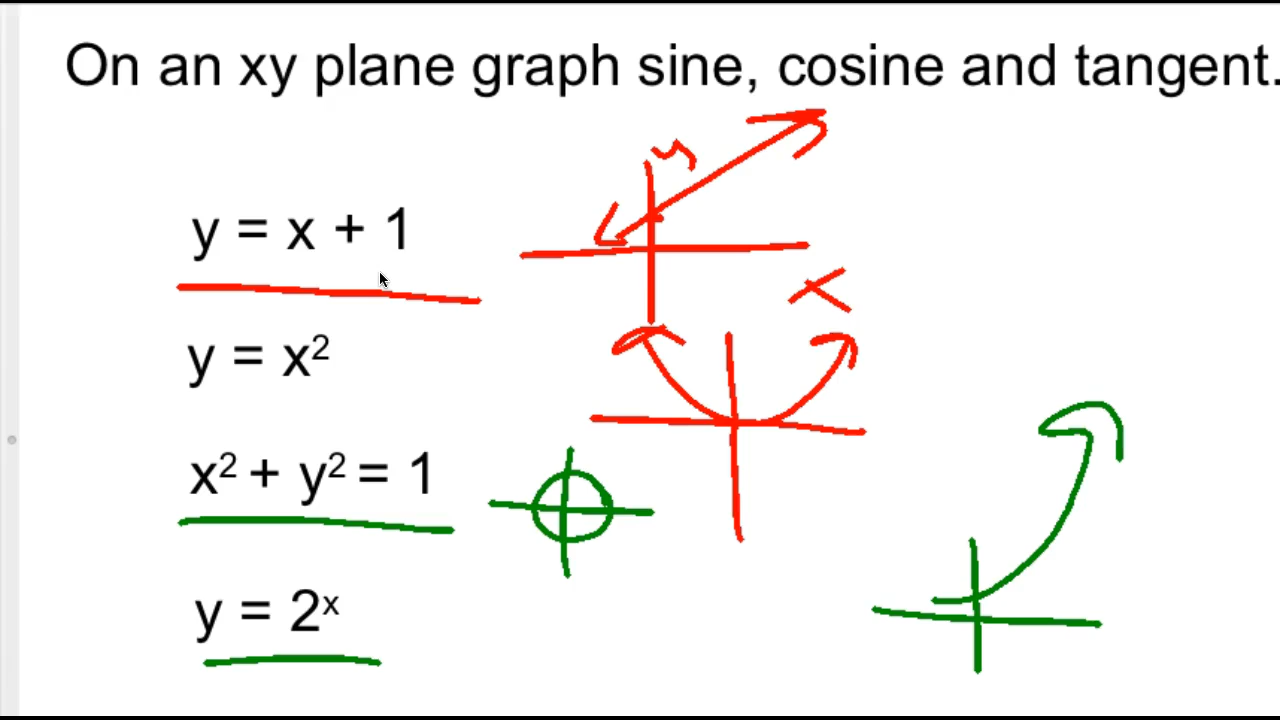 On an xy plane graph sine, cosine and tangent.
y
y = x + 1
x
y = x²
x² + y² = 1
y = 2ˣ